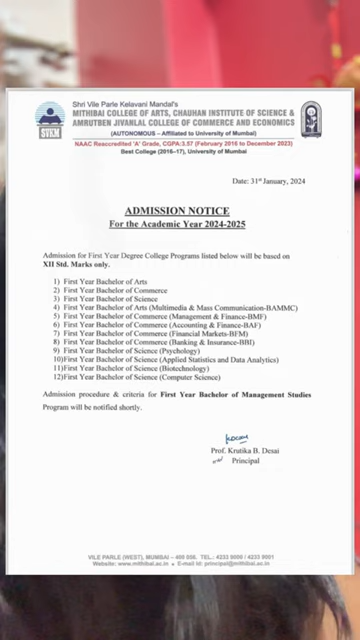 Shri Vile Parle Kelavani Mandal's
MITHIBAI COLLEGE OF ARTS, CHAUHAN INSTITUTE OF SCIENCE &
AMRUTBEN JIVANLAL COLLEGE OF COMMERCE AND ECONOMICS
(AUTONOMOUS – Affiliated to University of Mumbai)
NAAC Reaccredited 'A' Grade, CGPA:3.57 (February 2016 to December 2023)
Best College (2016-17), University of Mumbai
SVKM
Date: 31st January, 2024
ADMISSION NOTICE
For the Academic Year 2024-2025
Admission for First Year Degree College Programs listed below will be based on
XII Std. Marks only.
1) First Year Bachelor of Arts
2) First Year Bachelor of Commerce
3) First Year Bachelor of Science
4) First Year Bachelor of Arts (Multimedia & Mass Communication-BAMMC)
5) First Year Bachelor of Commerce (Management & Finance-BMF)
6) First Year Bachelor of Commerce (Accounting & Finance-BAF)
7) First Year Bachelor of Commerce (Financial Markets-BFM)
8) First Year Bachelor of Commerce (Banking & Insurance-BBI)
9) First Year Bachelor of Science (Psychology)
10)First Year Bachelor of Science (Applied Statistics and Data Analytics)
11)First Year Bachelor of Science (Biotechnology)
12)First Year Bachelor of Science (Computer Science)
Admission procedure & criteria for First Year Bachelor of Management Studies
Program will be notified shortly.
Prof. Krutika B. Desai
Principal
VILE PARLE (WEST), MUMBAI – 400 056. TEL.: 4233 9000 / 4233 9001
Website: www.mithibai.ac.in E-mail Id: principal@mithibai.ac.in